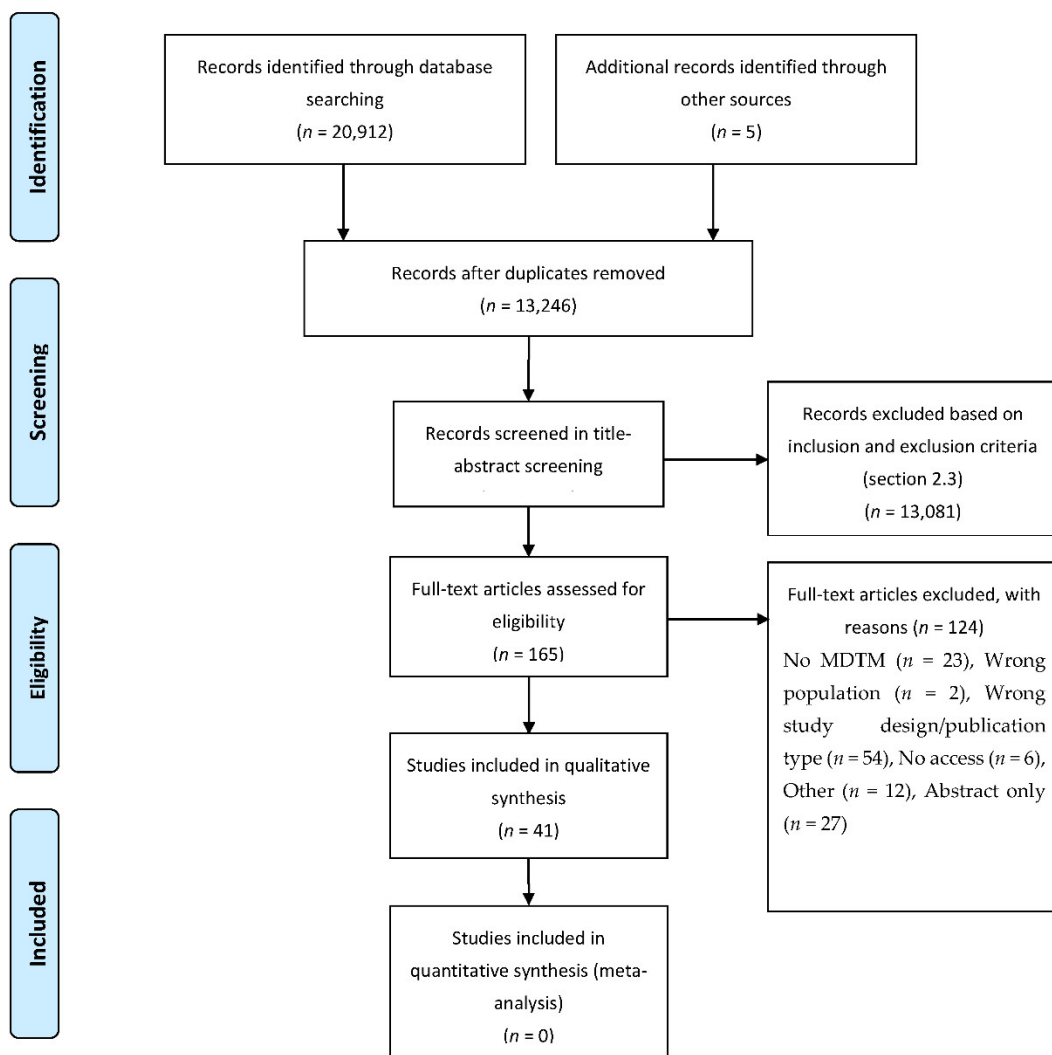 Identification
Records identified through database
searching
(n = 20,912)
Additional records identified through
other sources
(n = 5)
Records after duplicates removed
(n = 13,246)
Screening
Records screened in title-
abstract screening
Records excluded based on
inclusion and exclusion criteria
(section 2.3)
(n = 13,081)
Eligibility
Full-text articles assessed for
eligibility
(n = 165)
Full-text articles excluded, with
reasons (n = 124)
No MDTM (n = 23), Wrong
population (n = 2), Wrong
study design/publication
type (n = 54), No access (n = 6),
Other (n = 12), Abstract only
(n = 27)
Studies included in qualitative
synthesis
(n = 41)
Included
Studies included in
quantitative synthesis (meta-
analysis)
(n = 0)